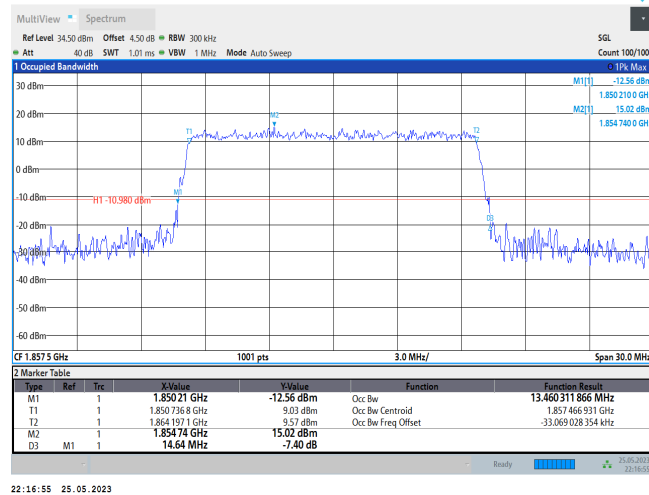 MultiView Spectrum
Ref Level 34.50 dBm Offset 4.50 dB RBW 300 kHz SGL
Att 40 dB SWT 1.01 ms VBW 1 MHz Mode Auto Sweep Count 100/100
1 Occupied Bandwidth 1Pk Max
M1[1] -12.56 dBm
1.850 210 0 GH
M2[1] 15.02 dBm
1.854 740 0 GH
30 dBm
20 dBm
M2
T1 T2
10 dBm
0 dBm
-10 dBm
M1
H1 -10.980 dBm
D3
-20 dBm
-30 dBm
-40 dBm
-50 dBm
-60 dBm
CF 1.857 5 GHz 1001 pts 3.0 MHz/ Span 30.0 MHz
2 Marker Table
Type Ref Trc X-Value Y-Value Function Function Result
M1 1 1.850 21 GHz -12.56 dBm Occ Bw 13.460 311 866 MHz
T1 1 1.850 736 8 GHz 9.03 dBm Occ Bw Centroid 1.857 466 931 GHz
T2 1 1.864 197 1 GHz 9.57 dBm Occ Bw Freq Offset -33.069 028 354 kHz
M2 1 1.854 74 GHz 15.02 dBm
D3 M1 1 14.64 MHz -7.40 dB
Ready 25.05.2023
22:16:55
22:16:55 25.05.2023